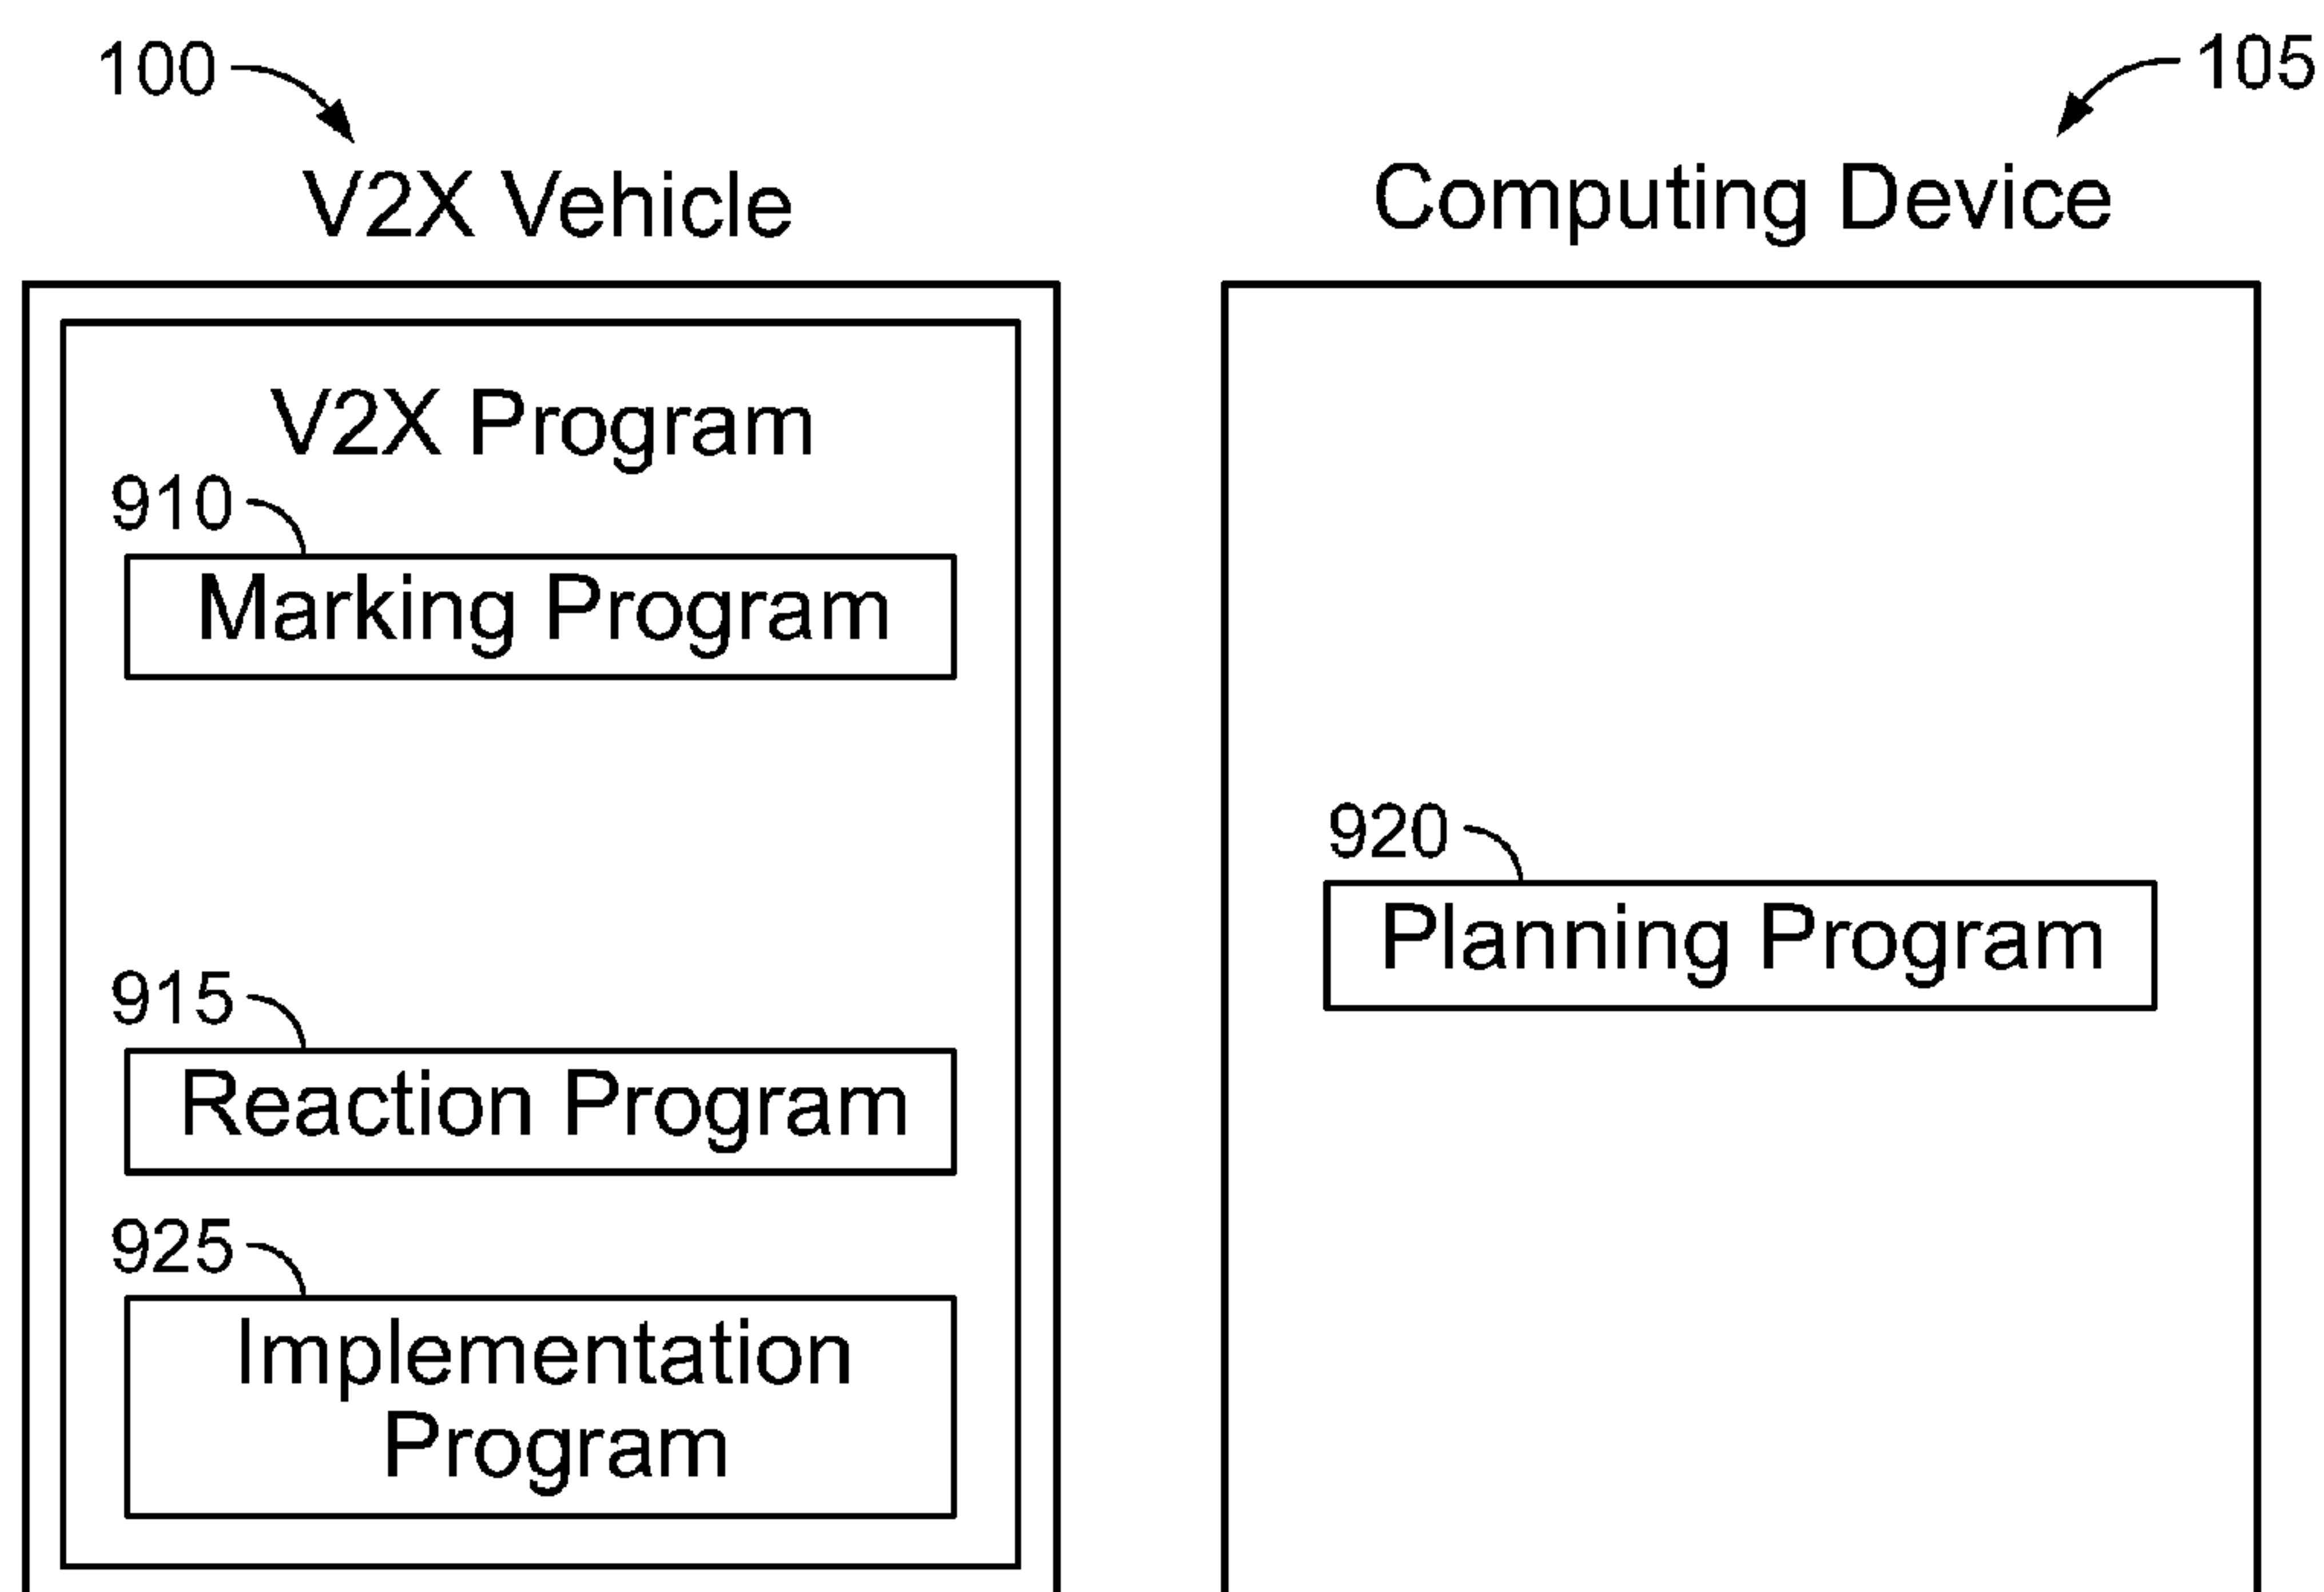 100
105
V2X Vehicle
Computing Device
V2X Program
910
Marking Program
920
Planning Program
915
Reaction Program
925
Implementation
Program